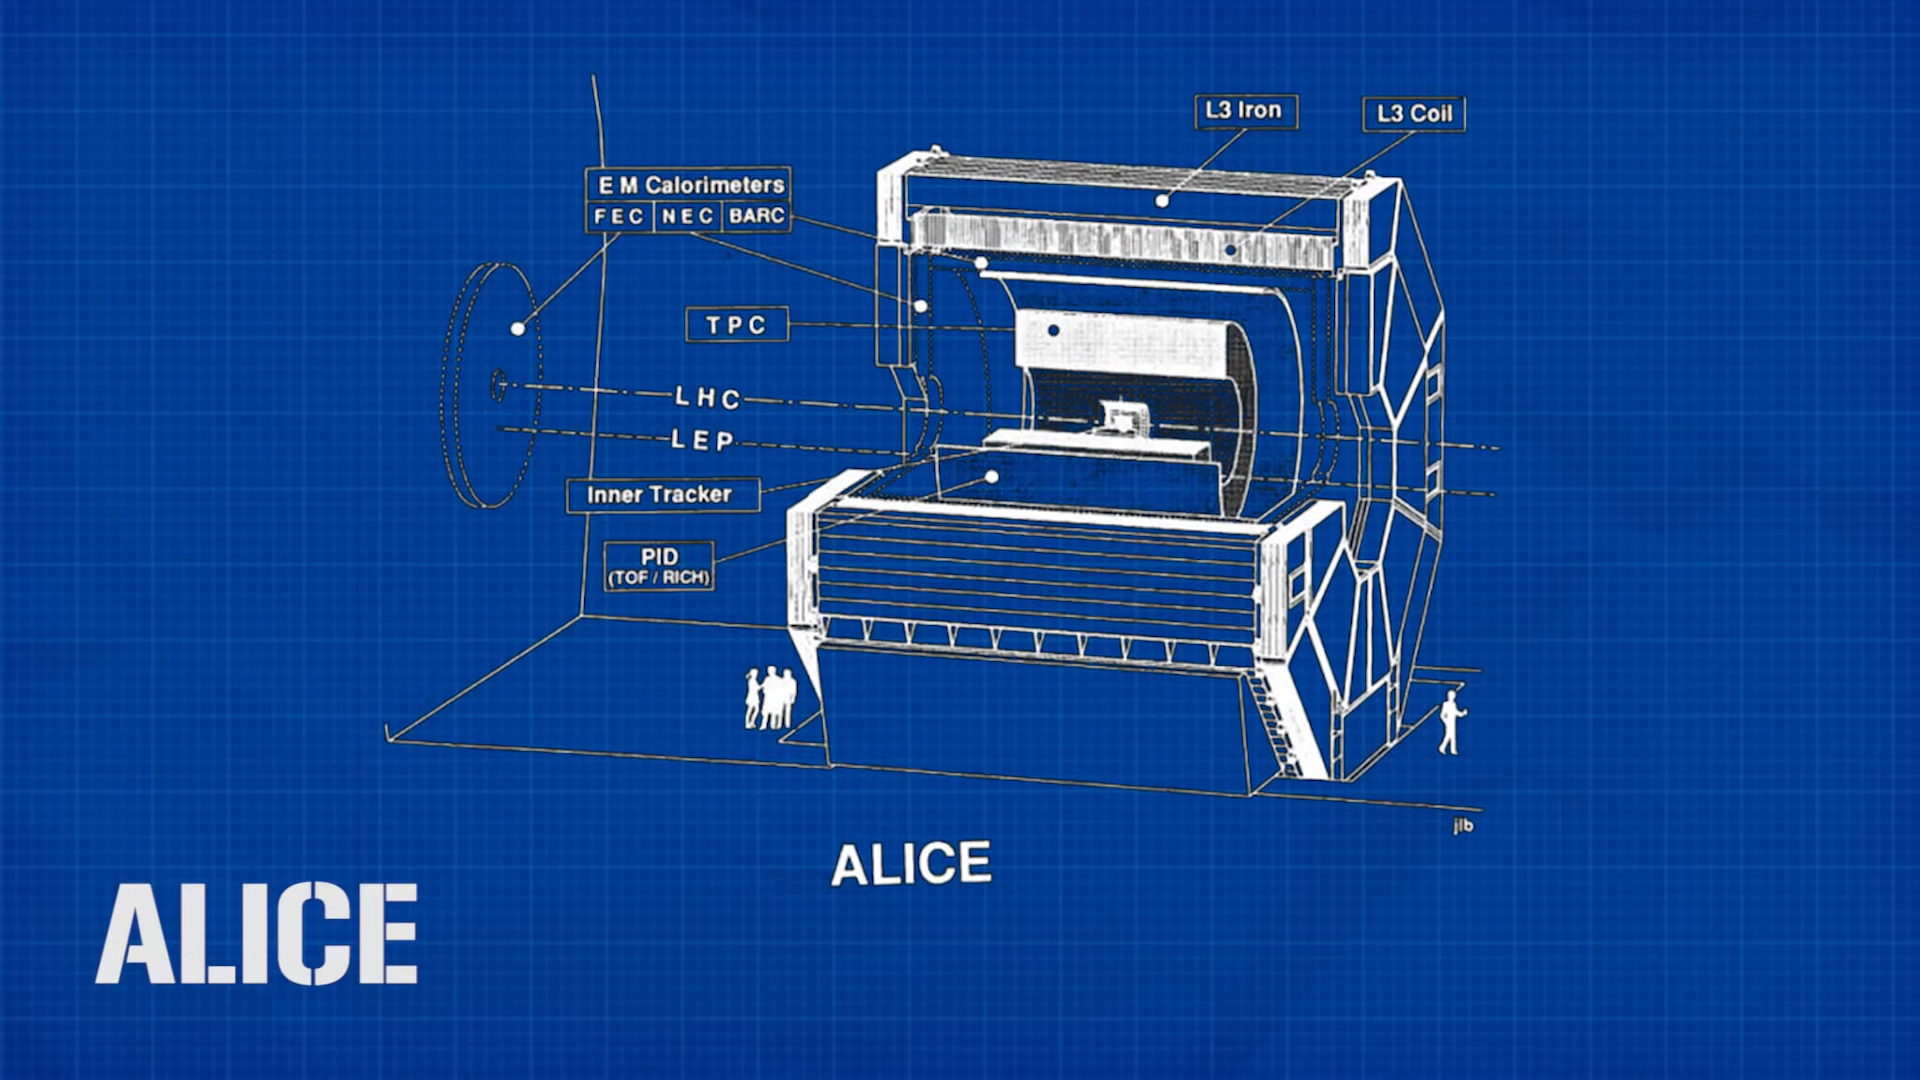 L3 Iron
L3 Coil
E M Calorimeters
F E C N E C BARC
T P C
L H C
L E P
Inner Tracker
PID
(TOF / RICH)
jlb
ALICE
ALICE